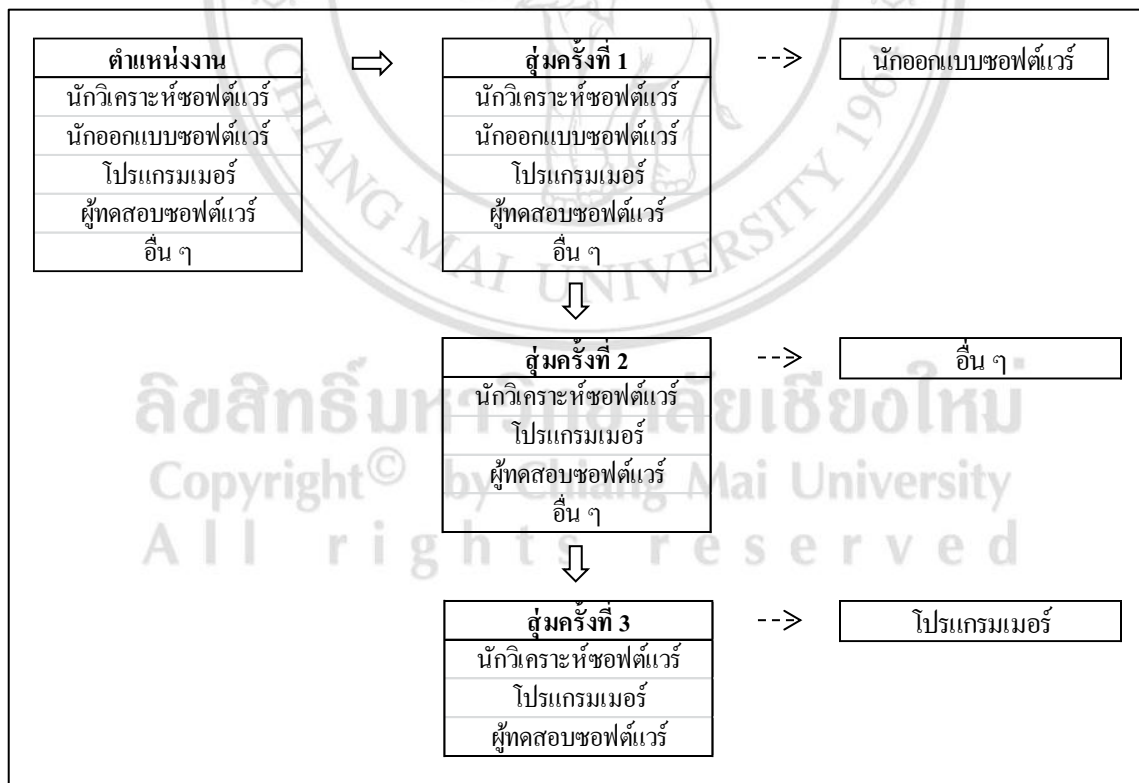 ตำแหน่งงาน
นักวิเคราะห์ซอฟต์แวร์
นักออกแบบซอฟต์แวร์
โปรแกรมเมอร์
ผู้ทดสอบซอฟต์แวร์
อื่น ๆ
สุ่มครั้งที่ 1
นักวิเคราะห์ซอฟต์แวร์
นักออกแบบซอฟต์แวร์
โปรแกรมเมอร์
ผู้ทดสอบซอฟต์แวร์
อื่น ๆ
นักออกแบบซอฟต์แวร์
สุ่มครั้งที่ 2
นักวิเคราะห์ซอฟต์แวร์
โปรแกรมเมอร์
ผู้ทดสอบซอฟต์แวร์
อื่น ๆ
อื่น ๆ
สุ่มครั้งที่ 3
นักวิเคราะห์ซอฟต์แวร์
โปรแกรมเมอร์
ผู้ทดสอบซอฟต์แวร์
โปรแกรมเมอร์
CHIANG MAI UNIVERSITY 1964
ลิขสิทธิ์มหาวิทยาลัยเชียงใหม่
Copyright© by Chiang Mai University
All rights reserved